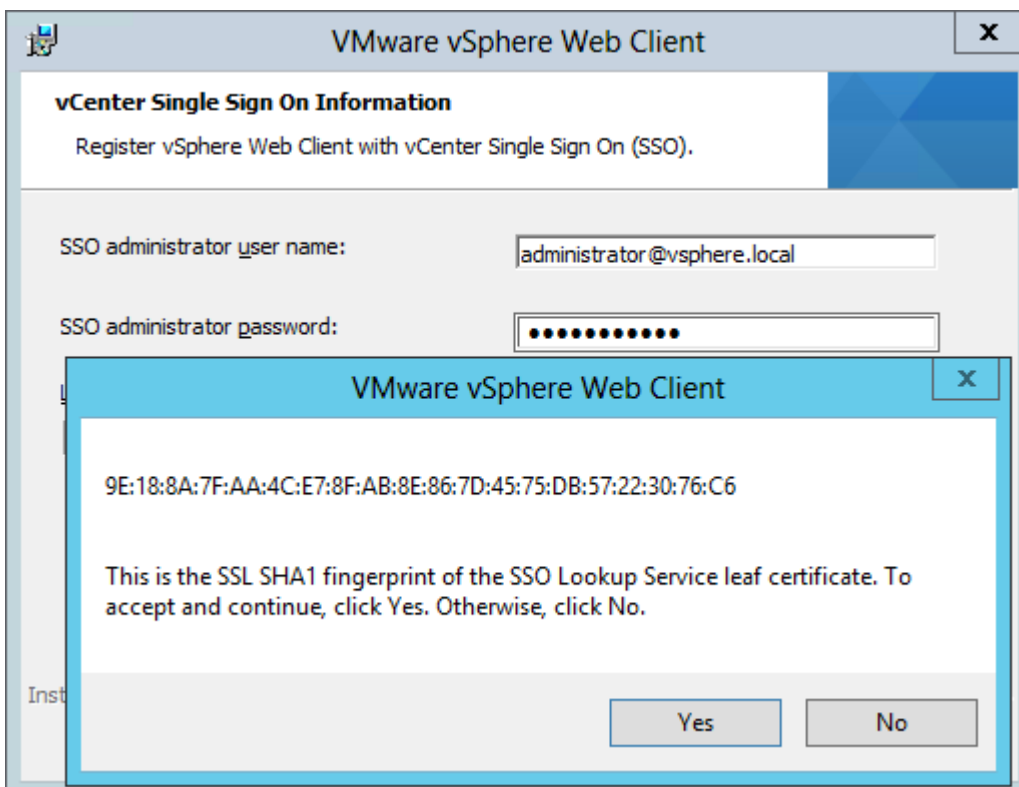 VMware vSphere Web Client
x
vCenter Single Sign On Information
Register vSphere Web Client with vCenter Single Sign On (SSO).
SSO administrator user name:
administrator@vsphere.local
SSO administrator password:
VMware vSphere Web Client
x
9E:18:8A:7F:AA:4C:E7:8F:AB:8E:86:7D:45:75:DB:57:22:30:76:C6
This is the SSL SHA1 fingerprint of the SSO Lookup Service leaf certificate. To
accept and continue, click Yes. Otherwise, click No.
Inst
Yes
No